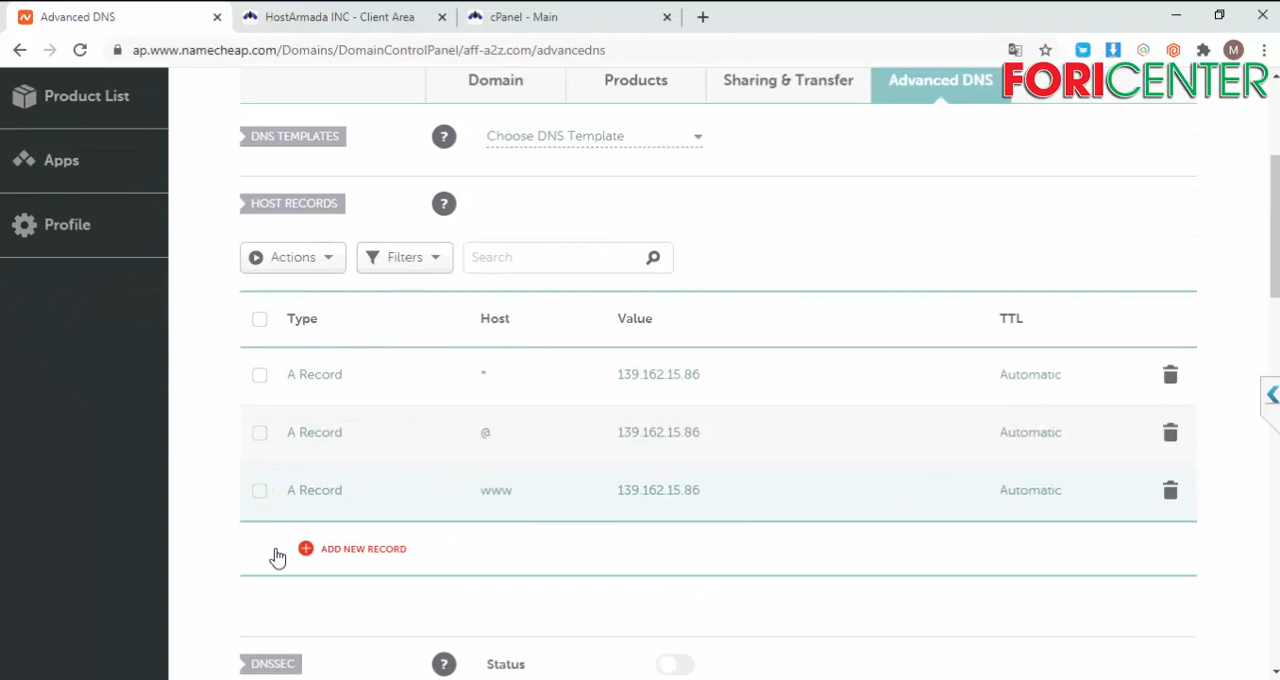 Advanced DNS
HostArmada INC - Client Area
cPanel - Main
ap.www.namecheap.com/Domains/DomainControlPanel/aff-a2z.com/advancedns
M
FORICENTER
Product List
Apps
Profile
Domain
Products
Sharing & Transfer
Advanced DNS
DNS TEMPLATES
?
Choose DNS Template
HOST RECORDS
?
Actions
Filters
Search
Type Host Value TTL
A Record * 139.162.15.86 Automatic
A Record @ 139.162.15.86 Automatic
A Record www 139.162.15.86 Automatic
ADD NEW RECORD
DNSSEC
?
Status